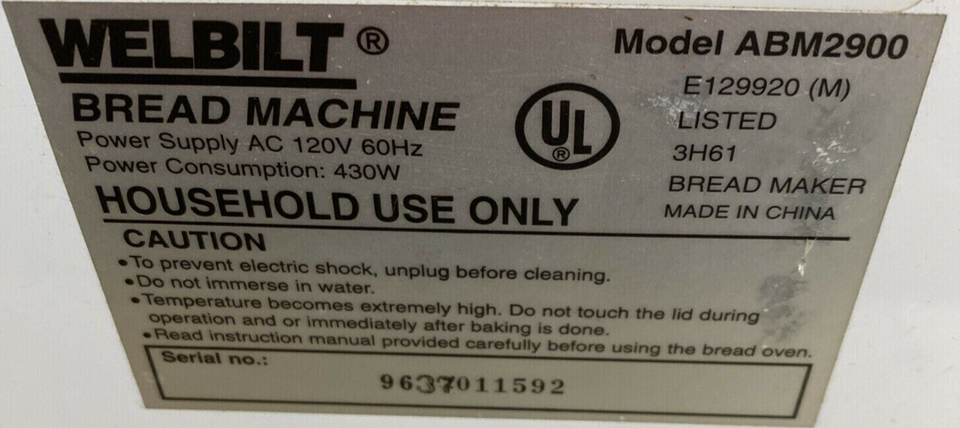 WELBILT®
BREAD MACHINE
Power Supply AC 120V 60Hz
Power Consumption: 430W
UL®
Model ABM2900
E129920 (M)
LISTED
3H61
BREAD MAKER
MADE IN CHINA
HOUSEHOLD USE ONLY
CAUTION
•To prevent electric shock, unplug before cleaning.
•Do not immerse in water.
•Temperature becomes extremely high. Do not touch the lid during
operation and or immediately after baking is done.
•Read instruction manual provided carefully before using the bread oven.
Serial no.:
9637011592